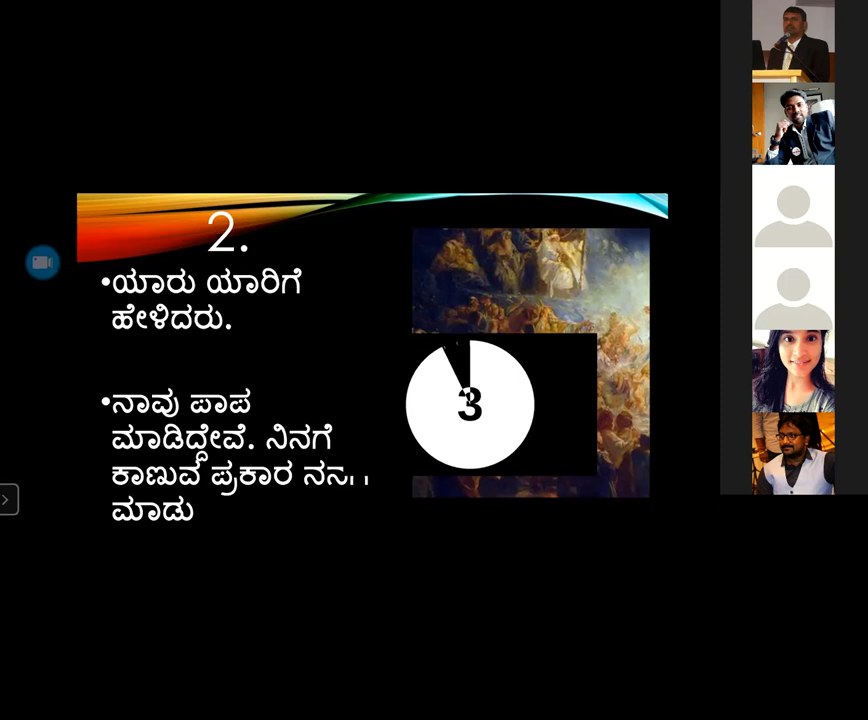 2.
•ಯಾರು ಯಾರಿಗೆ
ಹೇಳಿದರು.
•ನಾವು ಪಾಪ
ಮಾಡಿದ್ದೇವೆ. ನಿನಗೆ
ಕಾಣುವ ಪ್ರಕಾರ
ಮಾಡು
3